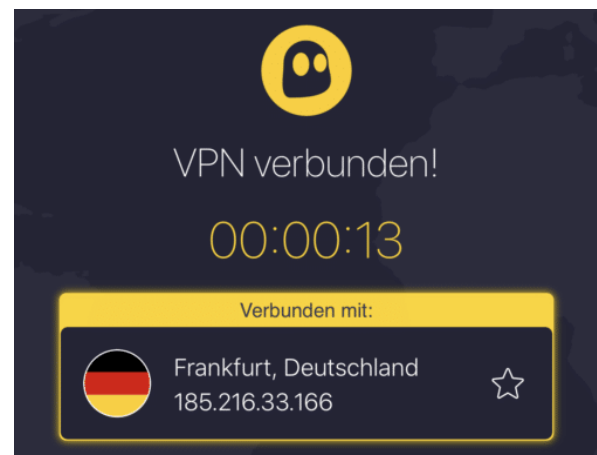 VPN verbunden!
00:00:13
Verbunden mit:
Frankfurt, Deutschland
185.216.33.166